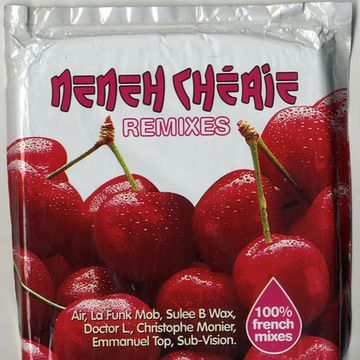 NENEH CHÉRIE
REMIXES
Air, La Funk Mob, Sulee B Wax,
Doctor L., Christophe Monier,
Emmanuel Top, Sub-Vision.
100%
french
mixes